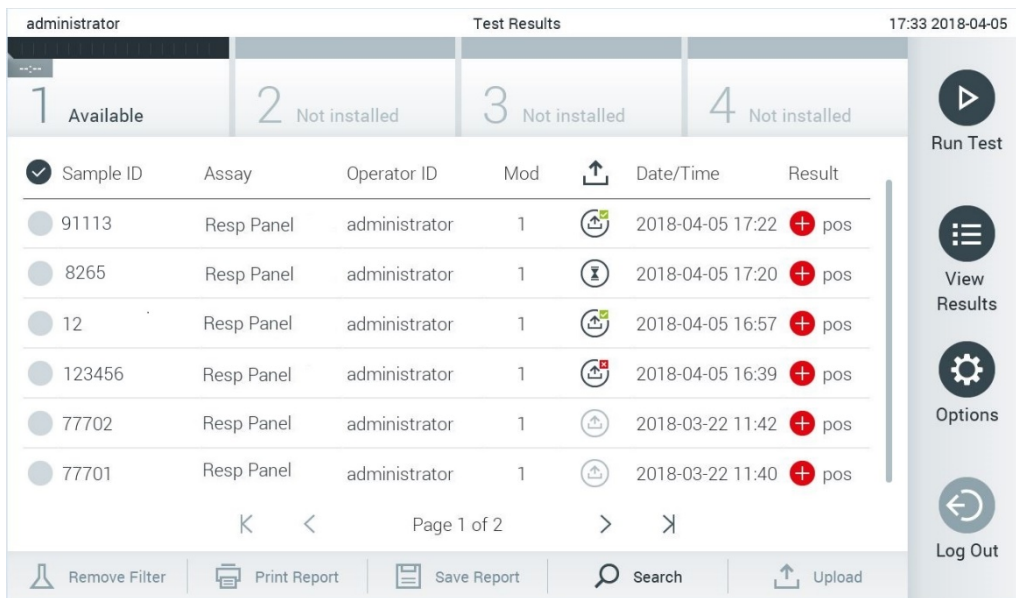 administrator Test Results 17:33 2018-04-05
--:--
1 Available 2 Not installed 3 Not installed 4 Not installed
Run Test
Sample ID Assay Operator ID Mod Date/Time Result
91113 Resp Panel administrator 1 2018-04-05 17:22 pos
8265 Resp Panel administrator 1 2018-04-05 17:20 pos
View
Results
12 Resp Panel administrator 1 2018-04-05 16:57 pos
123456 Resp Panel administrator 1 2018-04-05 16:39 pos
Options
77702 Resp Panel administrator 1 2018-03-22 11:42 pos
77701 Resp Panel administrator 1 2018-03-22 11:40 pos
Page 1 of 2
Log Out
Remove Filter Print Report Save Report Search Upload